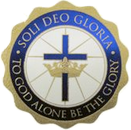 · SOLI DEO GLORIA ·
TO GOD ALONE BE THE GLORY